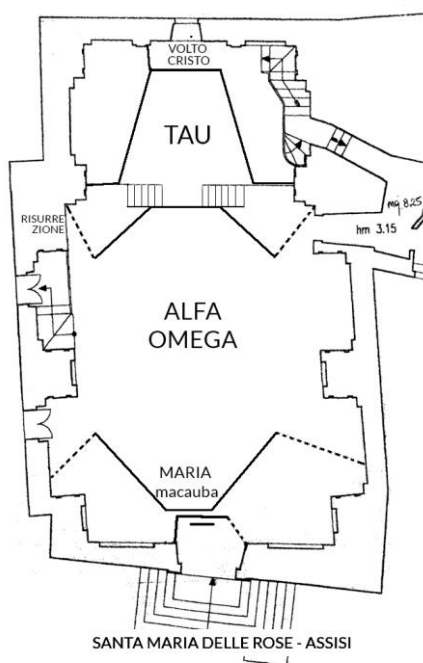 VOLTO
CRISTO
TAU
RISURRE
ZIONE
mq 8.25
hm 3.15
ALFA
OMEGA
MARIA
macauba
SANTA MARIA DELLE ROSE - ASSISI